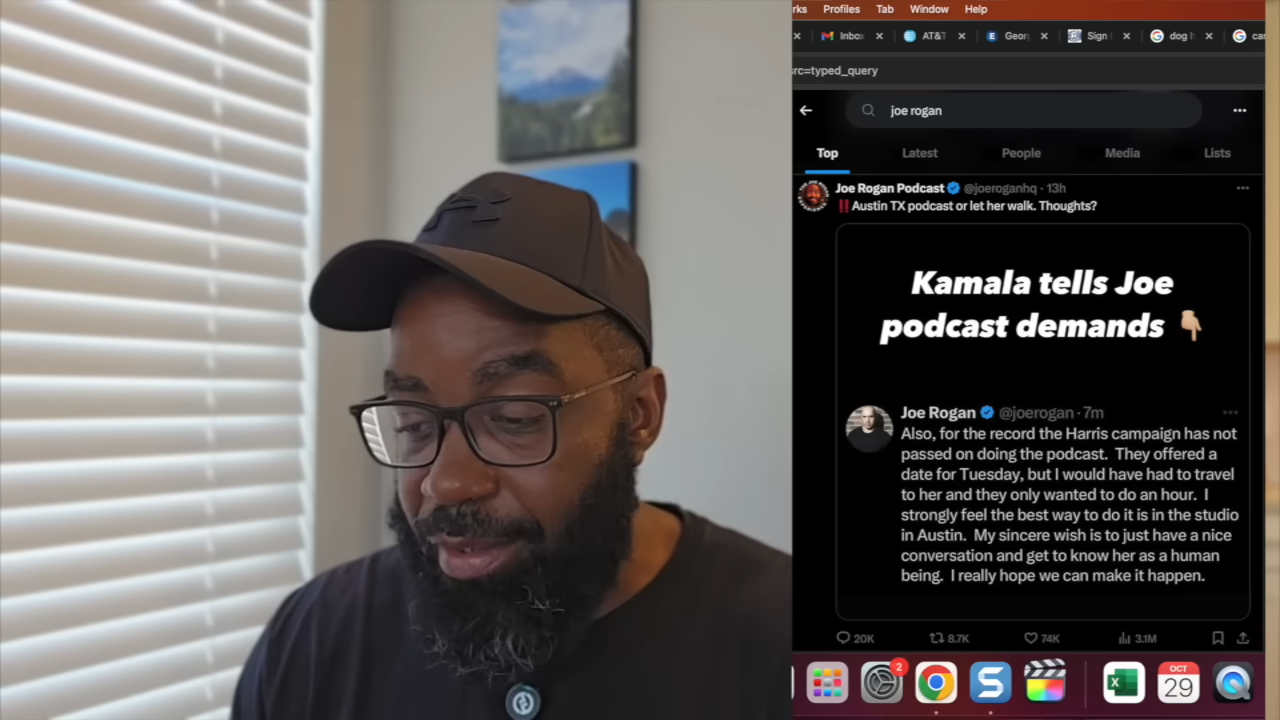 rks Profiles Tab Window Help
Inbo AT&T Geor Sign dog h car
src=typed_query
joe rogan
Top Latest People Media Lists
Joe Rogan Podcast @joeroganhq · 13h
‼️Austin TX podcast or let her walk. Thoughts?
Kamala tells Joe
podcast demands 👇🏼
Joe Rogan @joerogan · 7m
Also, for the record the Harris campaign has not
passed on doing the podcast. They offered a
date for Tuesday, but I would have had to travel
to her and they only wanted to do an hour. I
strongly feel the best way to do it is in the studio
in Austin. My sincere wish is to just have a nice
conversation and get to know her as a human
being. I really hope we can make it happen.
20K 8.7K 74K 3.1M
2
OCT
29